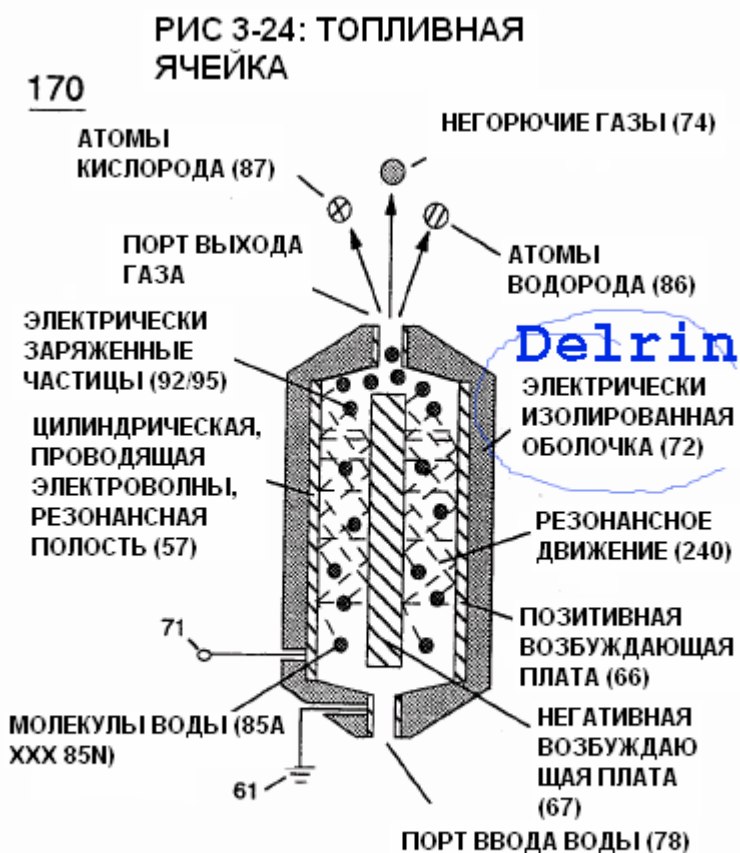 РИС 3-24: ТОПЛИВНАЯ
ЯЧЕЙКА
170
НЕГОРЮЧИЕ ГАЗЫ (74)
АТОМЫ
КИСЛОРОДА (87)
АТОМЫ
ВОДОРОДА (86)
ПОРТ ВЫХОДА
ГАЗА
Delrin
ЭЛЕКТРИЧЕСКИ
ЗАРЯЖЕННЫЕ
ЧАСТИЦЫ (92/95)
ЭЛЕКТРИЧЕСКИ
ИЗОЛИРОВАННАЯ
ОБОЛОЧКА (72)
ЦИЛИНДРИЧЕСКАЯ,
ПРОВОДЯЩАЯ
ЭЛЕКТРОВОЛНЫ,
РЕЗОНАНСНАЯ
ПОЛОСТЬ (57)
РЕЗОНАНСНОЕ
ДВИЖЕНИЕ (240)
71
ПОЗИТИВНАЯ
ВОЗБУЖДАЮЩАЯ
ПЛАТА (66)
МОЛЕКУЛЫ ВОДЫ (85A
XXX 85N)
61
НЕГАТИВНАЯ
ВОЗБУЖДАЮ
ЩАЯ ПЛАТА
(67)
ПОРТ ВВОДА ВОДЫ (78)